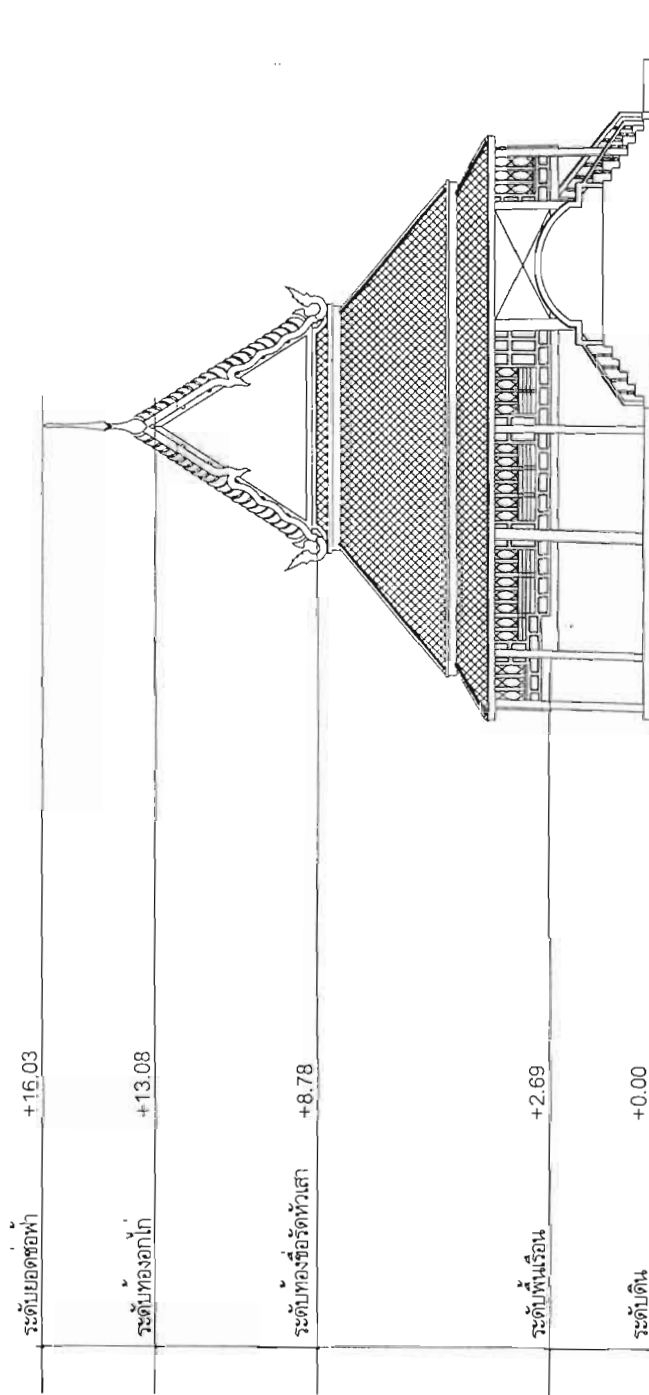 ระดับยอดช่อฟ้า +16.03
ระดับท้องอกไก่ +13.08
ระดับท้องขื่อรัดหัวเสา +8.78
ระดับพื้นเรือน +2.69
ระดับดิน +0.00